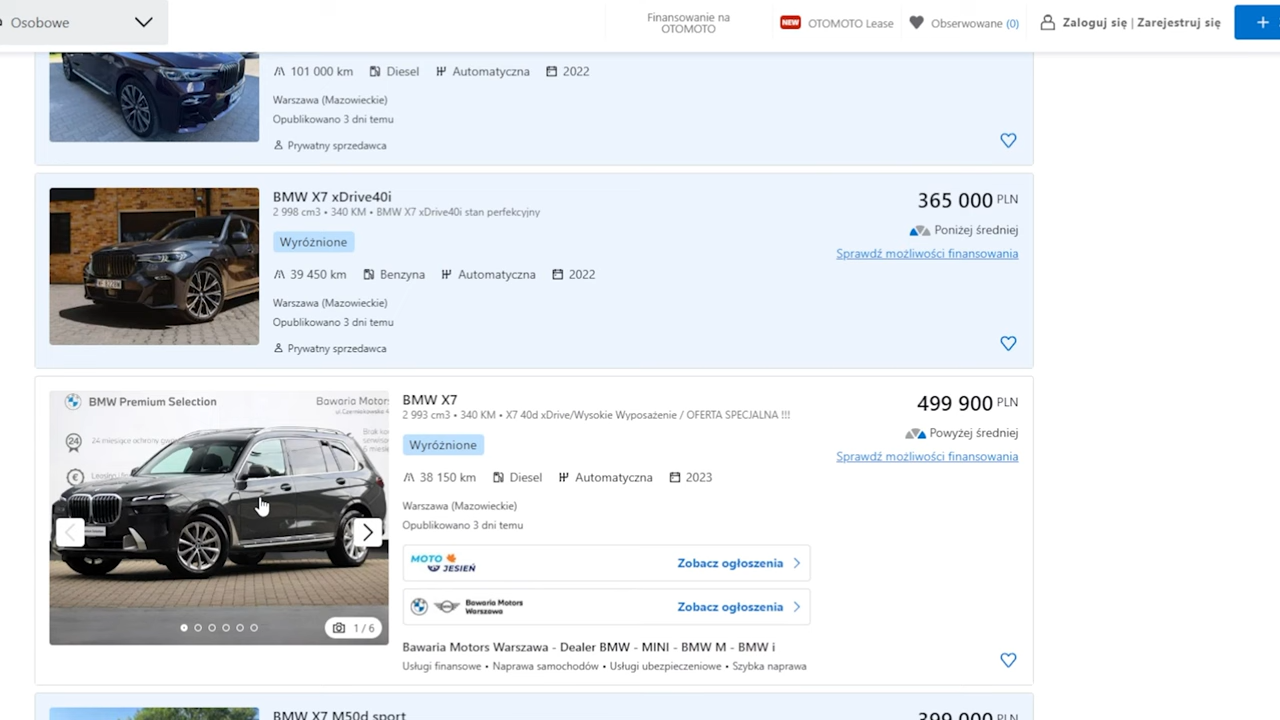 Osobowe
Finansowanie na
OTOMOTO
NEW OTOMOTO Lease
Obserwowane (0)
Zaloguj się | Zarejestruj się
+
101 000 km Diesel Automatyczna 2022
Warszawa (Mazowieckie)
Opublikowano 3 dni temu
Prywatny sprzedawca
BMW X7 xDrive40i
2 998 cm3 • 340 KM • BMW X7 xDrive40i stan perfekcyjny
Wyróżnione
39 450 km Benzyna Automatyczna 2022
Warszawa (Mazowieckie)
Opublikowano 3 dni temu
Prywatny sprzedawca
365 000 PLN
Poniżej średniej
Sprawdź możliwości finansowania
BMW Premium Selection
Bawaria Motors
24
24 miesiące ochrony
1 / 6
BMW X7
2 993 cm3 • 340 KM • X7 40d xDrive/Wysokie Wyposażenie / OFERTA SPECJALNA !!!
Wyróżnione
38 150 km Diesel Automatyczna 2023
Warszawa (Mazowieckie)
Opublikowano 3 dni temu
MOTO
JESIEŃ
Zobacz ogłoszenia
Bawaria Motors
Warszawa
Zobacz ogłoszenia
Bawaria Motors Warszawa - Dealer BMW - MINI - BMW M - BMW i
Usługi finansowe • Naprawa samochodów • Usługi ubezpieczeniowe • Szybka naprawa
499 900 PLN
Powyżej średniej
Sprawdź możliwości finansowania
BMW X7 M50d sport
399 000 PLN